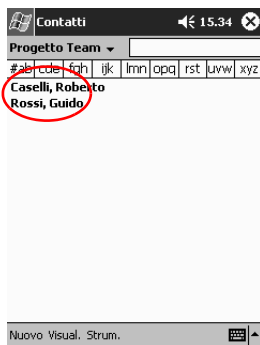 Contatti 15.34
Progetto Team
#ab cde fgh ijk lmn opq rst uvw xyz
Caselli, Roberto
Rossi, Guido
Nuovo Visual. Strum.